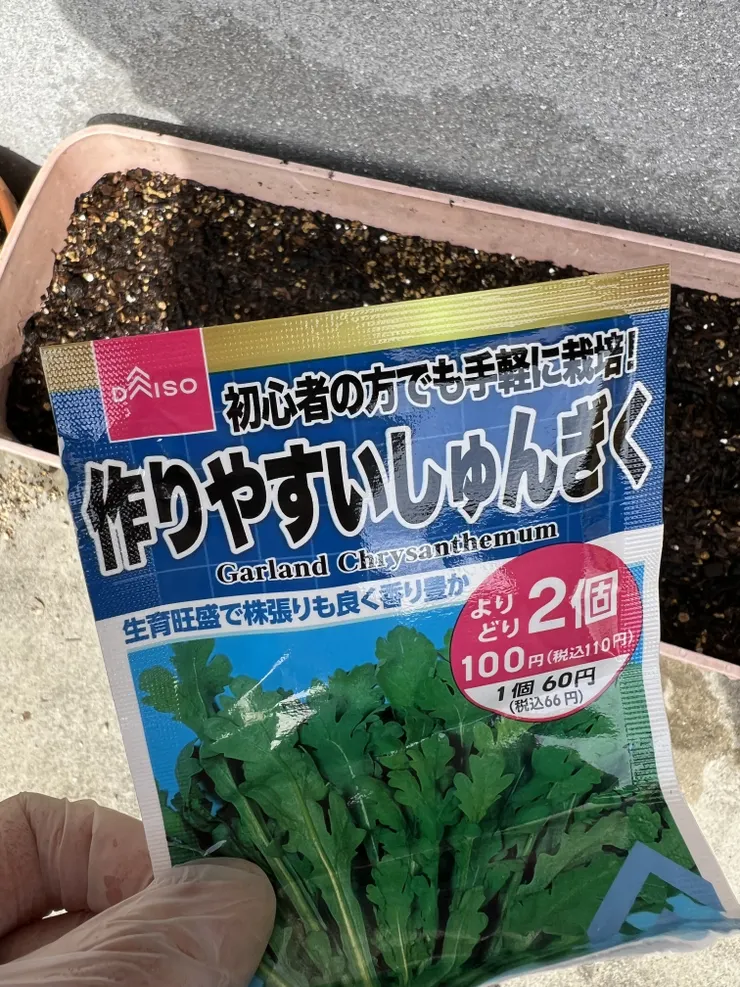 DAISO
初心者の方でも手軽に栽培!
作りやすいしゅんぎく
Garland Chrysanthemum
生育旺盛で株張りも良く香り豊か
より
どり2個
100円(税込110円)
1個 60円
(税込66円)